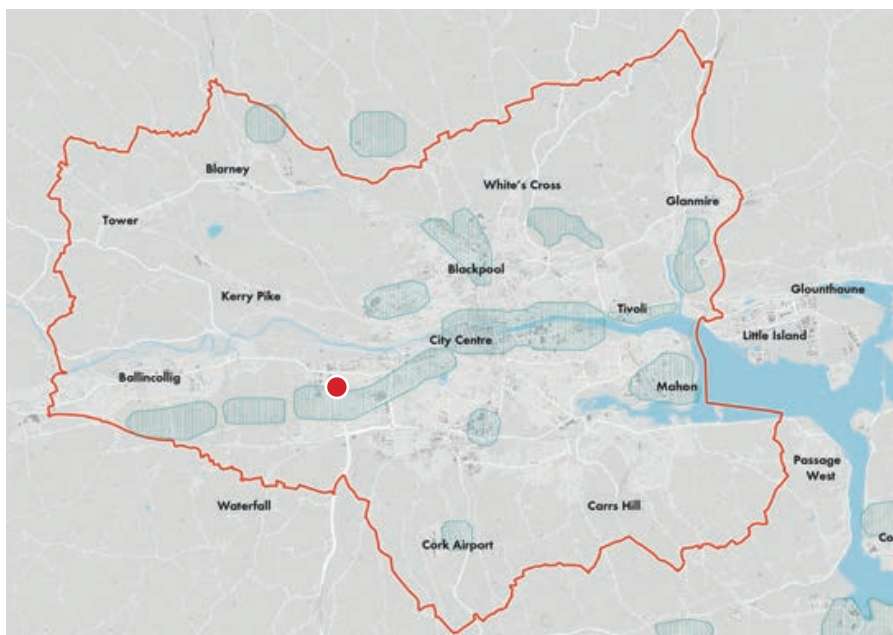 Blarney
White's Cross
Tower
Glanmire
Blackpool
Kerry Pike
Glounthaune
Tivoli
City Centre
Little Island
Ballincollig
Mahon
Passage
West
Waterfall
Carrs Hill
Cork Airport
Co